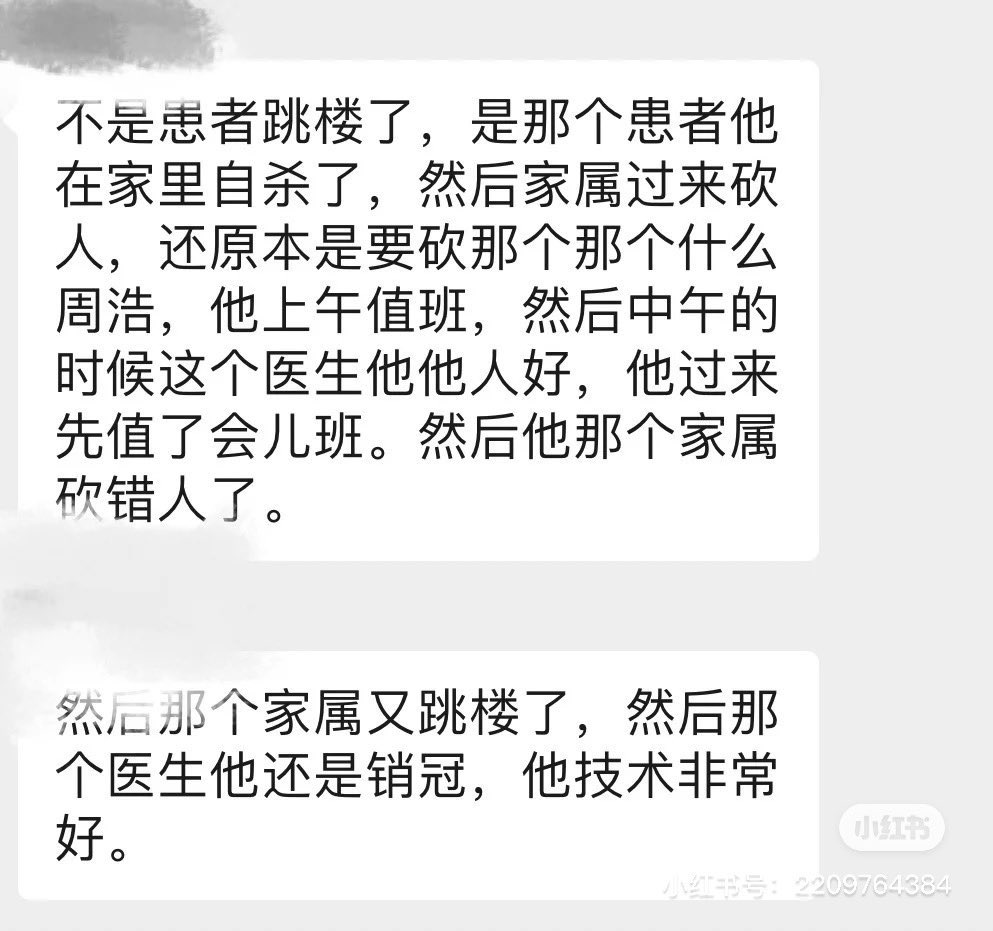 不是患者跳楼了，是那个患者他
在家里自杀了，然后家属过来砍
人，还原本是要砍那个那个什么
周浩，他上午值班，然后中午的
时候这个医生他他人好，他过来
先值了会儿班。然后他那个家属
砍错人了。
然后那个家属又跳楼了，然后那
个医生他还是销冠，他技术非常
好。
小红书
小红书号：2209764384